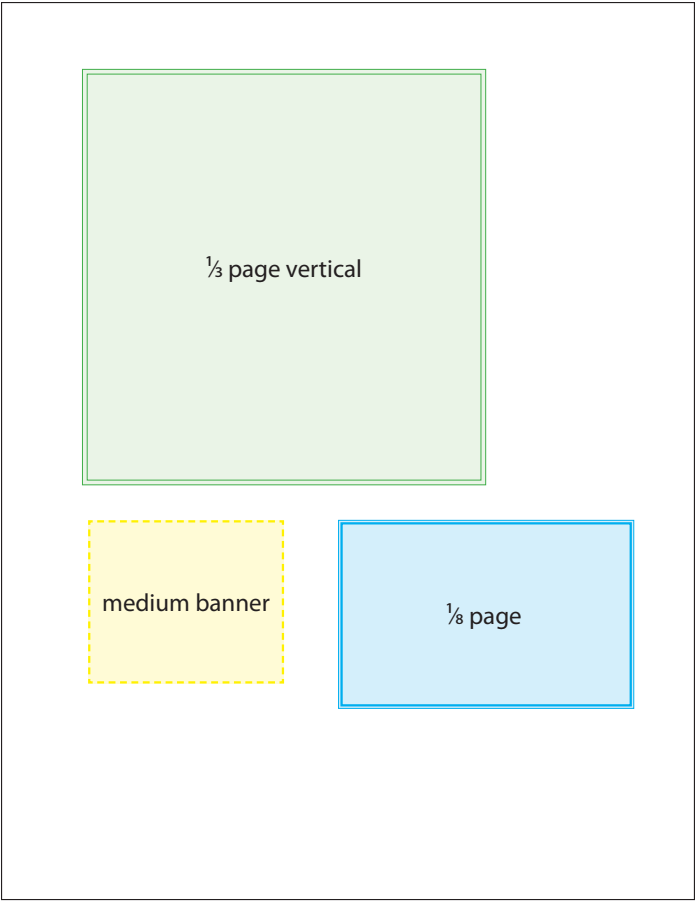 ⅓ page vertical
medium banner
⅛ page